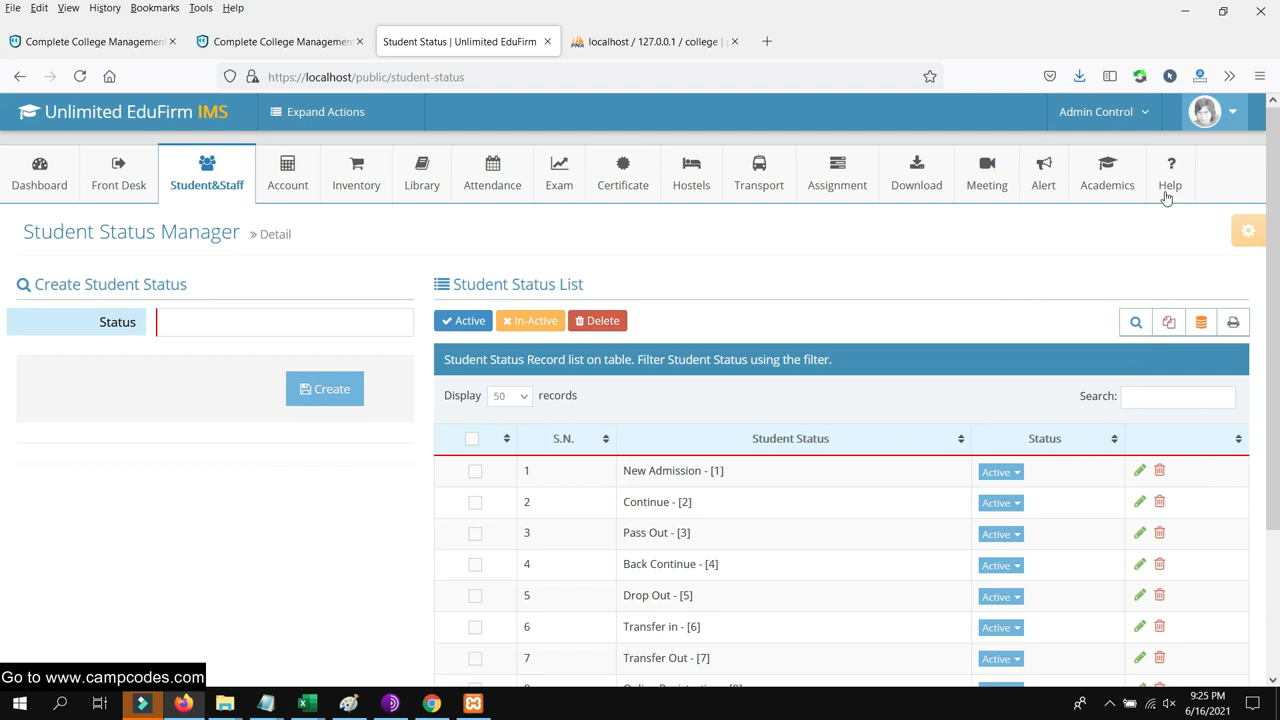 File Edit View History Bookmarks Tools Help
Complete College Management
Complete College Management
Student Status | Unlimited EduFirm
localhost / 127.0.0.1 / college |
https://localhost/public/student-status
Unlimited EduFirm IMS
Expand Actions
Admin Control
Dashboard
Front Desk
Student&Staff
Account
Inventory
Library
Attendance
Exam
Certificate
Hostels
Transport
Assignment
Download
Meeting
Alert
Academics
Help
Student Status Manager » Detail
Create Student Status
Student Status List
Status
Active In-Active Delete
Student Status Record list on table. Filter Student Status using the filter.
Create
Display 50 records
Search:
S.N. Student Status Status
1 New Admission - [1] Active
2 Continue - [2] Active
3 Pass Out - [3] Active
4 Back Continue - [4] Active
5 Drop Out - [5] Active
6 Transfer in - [6] Active
7 Transfer Out - [7] Active
Go to www.campcodes.com
9:25 PM
6/16/2021